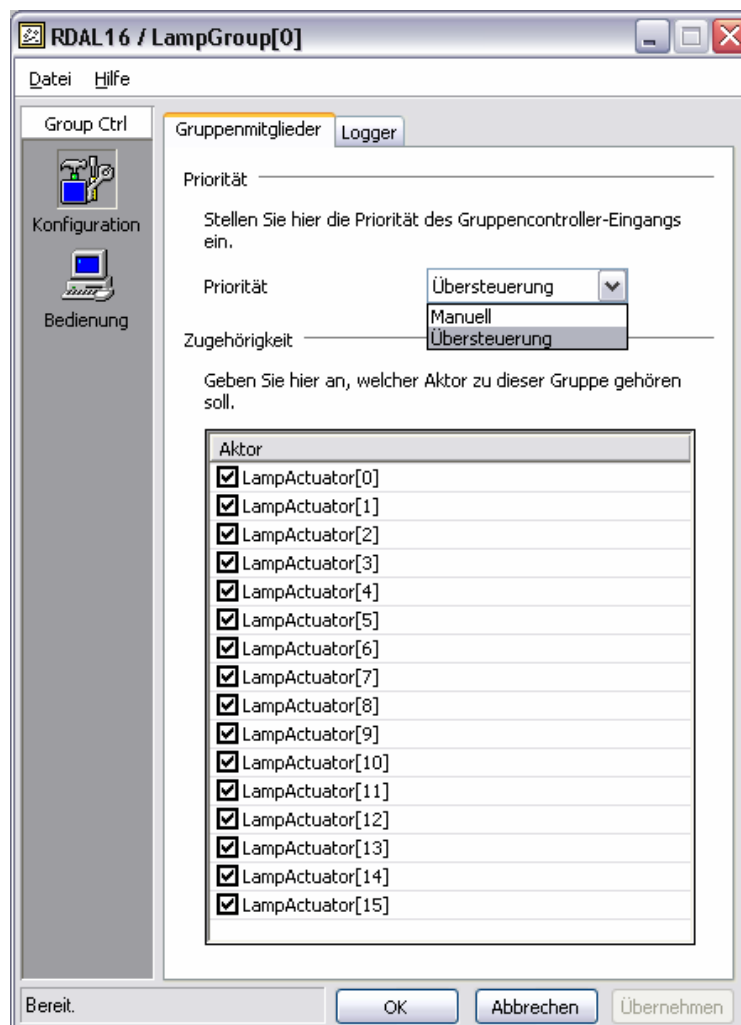 RDAL16 / LampGroup[0]
Datei Hilfe
Group Ctrl
Konfiguration
Bedienung
Gruppenmitglieder
Logger
Priorität
Stellen Sie hier die Priorität des Gruppencontroller-Eingangs
ein.
Priorität
Übersteuerung
Manuell
Übersteuerung
Zugehörigkeit
Geben Sie hier an, welcher Aktor zu dieser Gruppe gehören
soll.
Aktor
LampActuator[0]
LampActuator[1]
LampActuator[2]
LampActuator[3]
LampActuator[4]
LampActuator[5]
LampActuator[6]
LampActuator[7]
LampActuator[8]
LampActuator[9]
LampActuator[10]
LampActuator[11]
LampActuator[12]
LampActuator[13]
LampActuator[14]
LampActuator[15]
Bereit.
OK
Abbrechen
Übernehmen